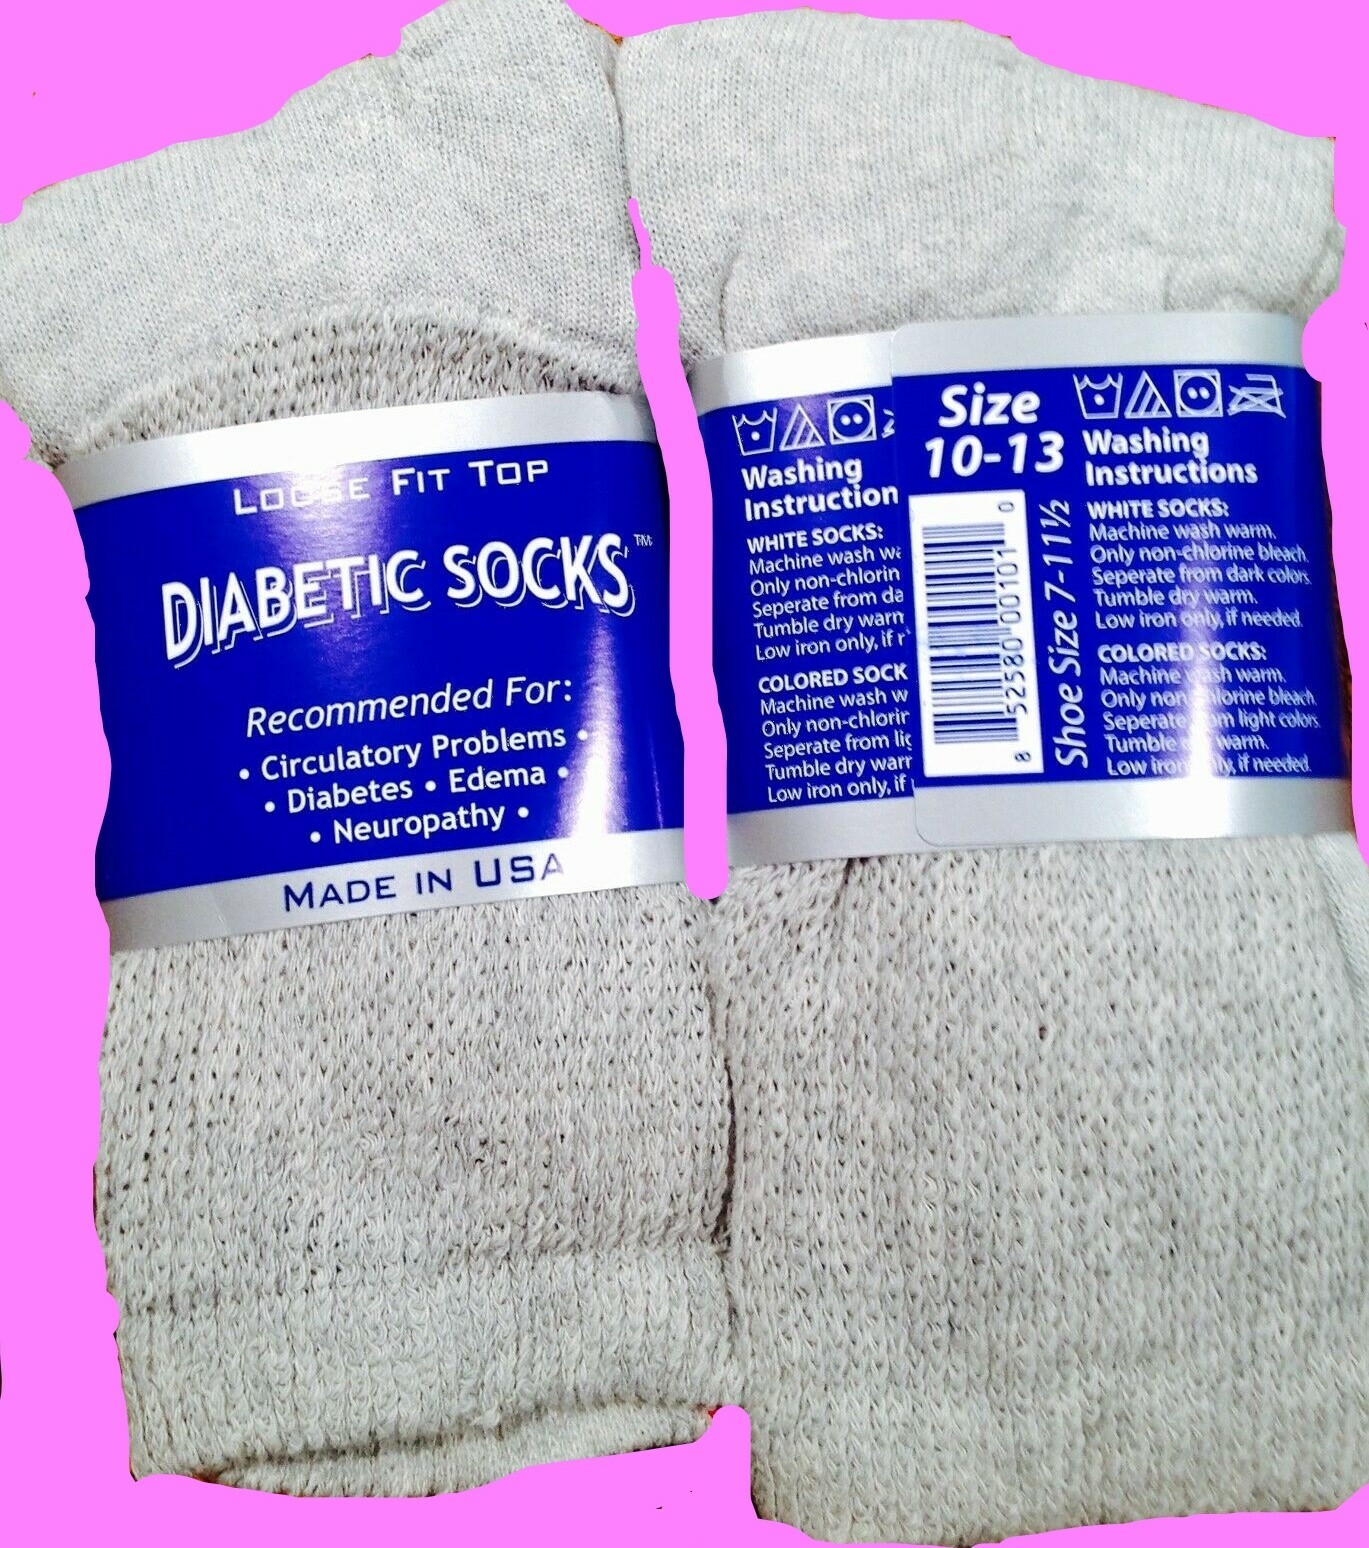 LOOSE FIT TOP
DIABETIC SOCKS™
Recommended For:
• Circulatory Problems •
• Diabetes • Edema •
• Neuropathy •
MADE IN USA
Washing
Instruction
WHITE SOCKS:
Machine wash wa
Only non-chlorin
Seperate from da
Tumble dry warm
Low iron only, if
COLORED SOCK
Machine wash w
Only non-chlorin
Seperate from lig
Tumble dry warr
Low iron only, if
Size
10-13
8 52580 00101 0
Shoe Size 7-11½
Washing
Instructions
WHITE SOCKS:
Machine wash warm.
Only non-chlorine bleach.
Seperate from dark colors.
Tumble dry warm.
Low iron only, if needed.
COLORED SOCKS:
Machine wash warm.
Only non-chlorine bleach.
Seperate from light colors.
Tumble dry warm.
Low iron only, if needed.